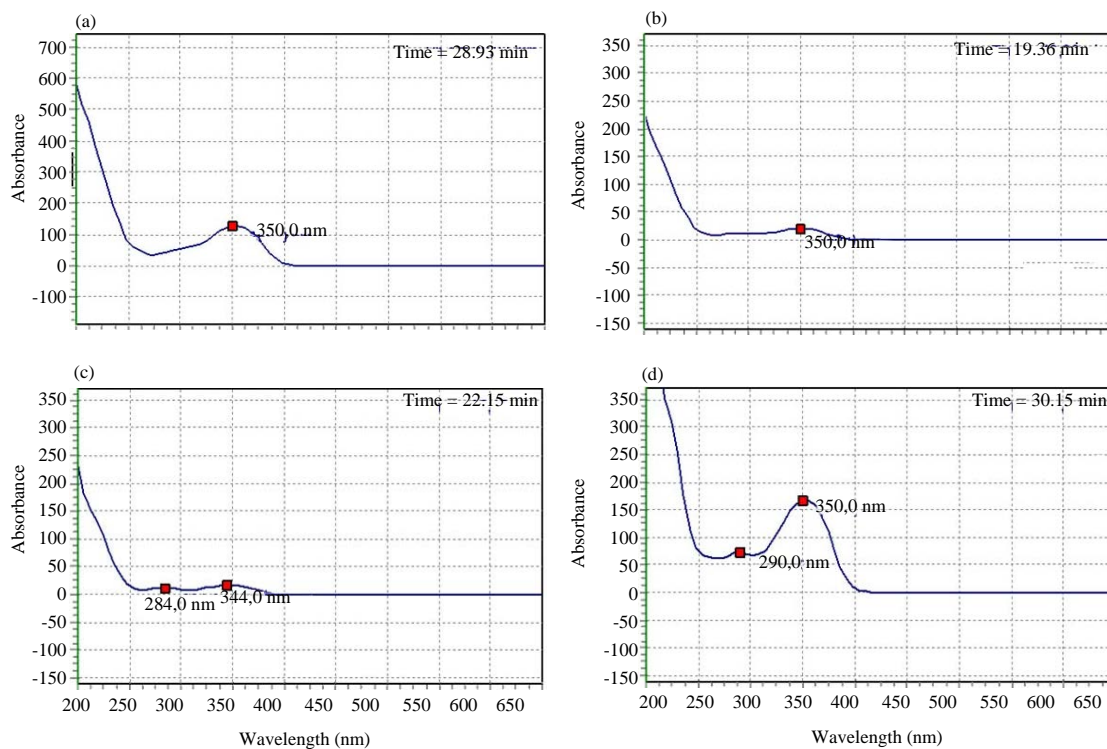 (a)
Time = 28.93 min
700
600
500
400
300
200
100
0
-100
Absorbance
350,0 nm
(b)
Time = 19.36 min
350
300
250
200
150
100
50
0
-50
-100
-150
Absorbance
350,0 nm
(c)
Time = 22.15 min
350
300
250
200
150
100
50
0
-50
-100
-150
Absorbance
284,0 nm
344,0 nm
200 250 300 350 400 450 500 550 600 650
Wavelength (nm)
(d)
Time = 30.15 min
350
300
250
200
150
100
50
0
-50
-100
-150
Absorbance
350,0 nm
290,0 nm
200 250 300 350 400 450 500 550 600 650
Wavelength (nm)